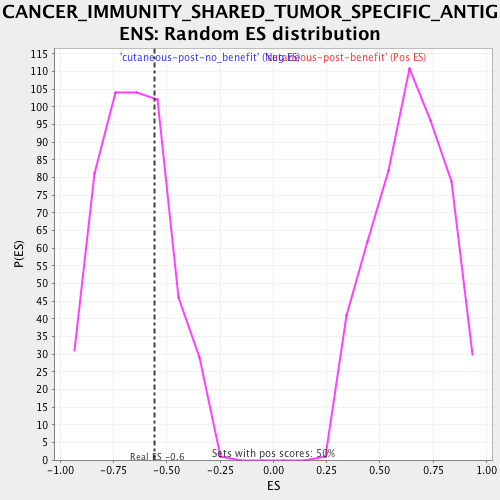 CANCER_IMMUNITY_SHARED_TUMOR_SPECIFIC_ANTIG
ENS: Random ES distribution
'cutaneous-post-no_benefit' (Neg ES)
'cutaneous-post-benefit' (Pos ES)
115
110
105
100
95
90
85
80
75
70
65
60
55
50
45
40
35
30
25
20
15
10
5
0
P(ES)
Real ES -0.6
Sets with pos scores: 50%
-1.00 -0.75 -0.50 -0.25 0.00 0.25 0.50 0.75 1.00
ES